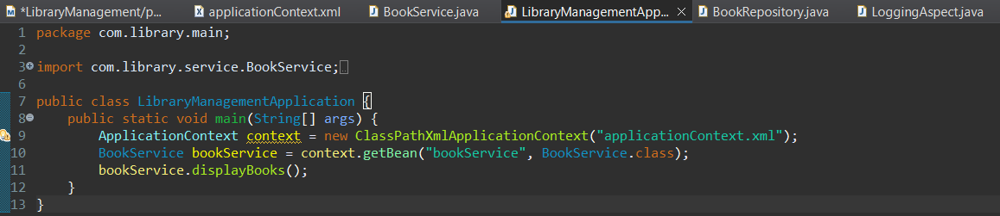 *LibraryManagement/p... applicationContext.xml BookService.java LibraryManagementApp... BookRepository.java LoggingAspect.java
1 package com.library.main;
2
3 import com.library.service.BookService;
6
7 public class LibraryManagementApplication {
8     public static void main(String[] args) {
9         ApplicationContext context = new ClassPathXmlApplicationContext("applicationContext.xml");
10         BookService bookService = context.getBean("bookService", BookService.class);
11         bookService.displayBooks();
12     }
13 }